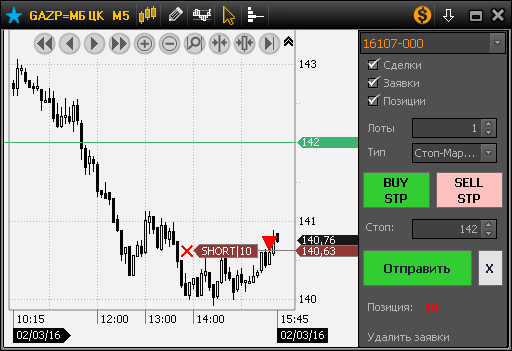 GAZP=МБ ЦК M5
16107-000
Сделки
Заявки
Позиции
Лоты 1
Тип Стоп-Мар...
BUY STP
SELL STP
Стоп: 142
Отправить X
Позиция:
Удалить заявки
143
142
141
140,76
140,63
SHORT|10
140
10:15 12:00 13:00 14:00 15:45
02/03/16 02/03/16